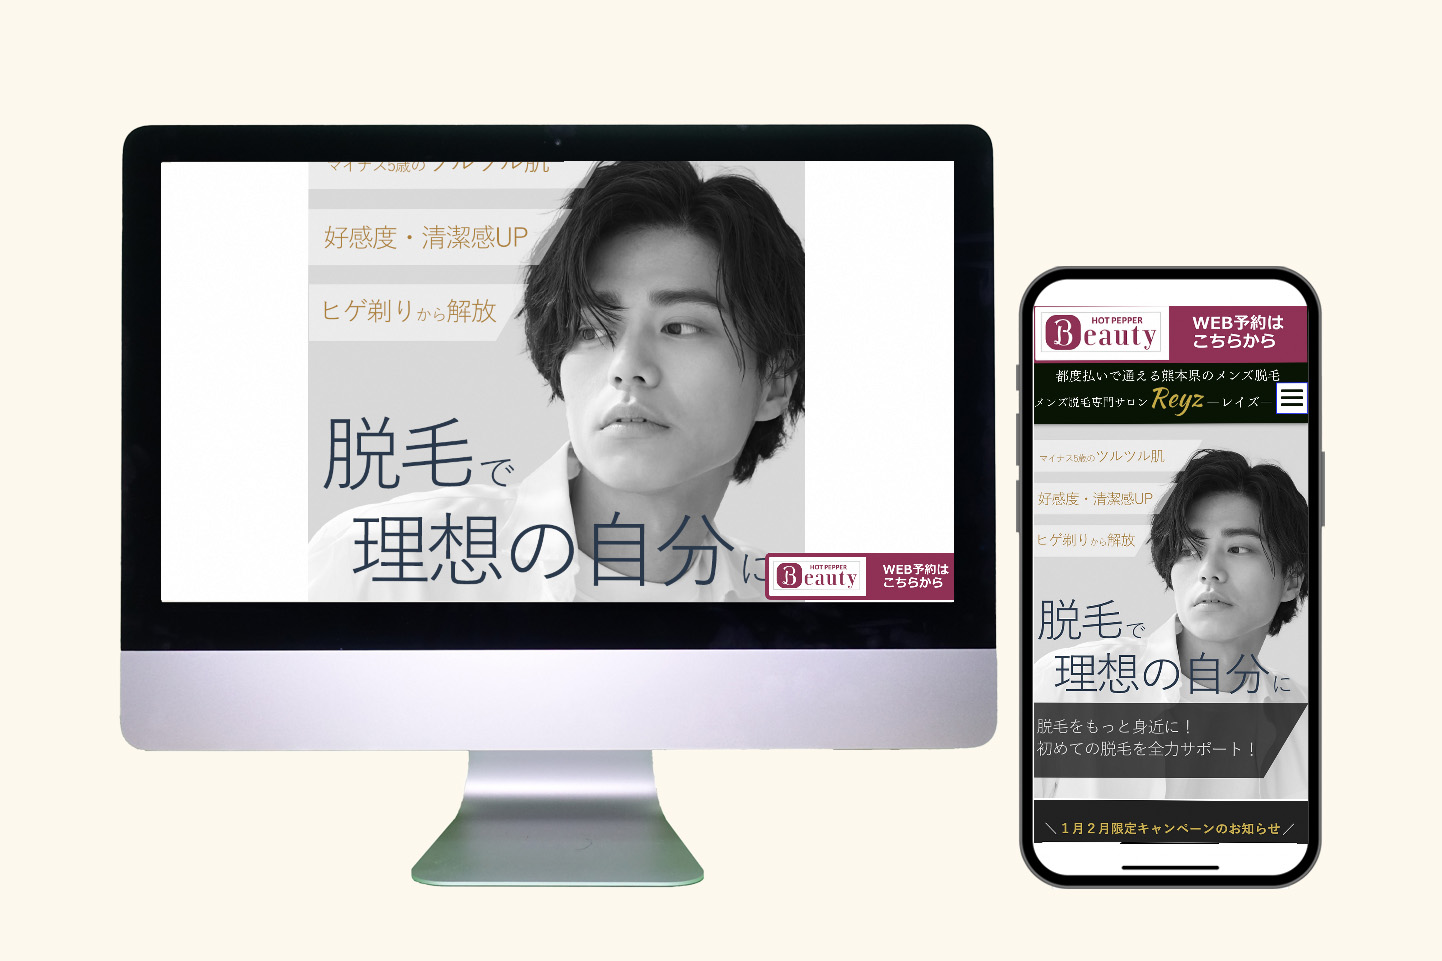 マイナス5歳のツルツル肌
好感度・清潔感UP
ヒゲ剃りから解放
脱毛で
理想の自分に
HOT PEPPER
Beauty
WEB予約は
こちらから
HOT PEPPER
Beauty
WEB予約は
こちらから
都度払いで通える熊本県のメンズ脱毛
メンズ脱毛専門サロン Reyz ―レイズ―
マイナス5歳のツルツル肌
好感度・清潔感UP
ヒゲ剃りから解放
脱毛で
理想の自分に
脱毛をもっと身近に！
初めての脱毛を全力サポート！
＼１月２月限定キャンペーンのお知らせ／